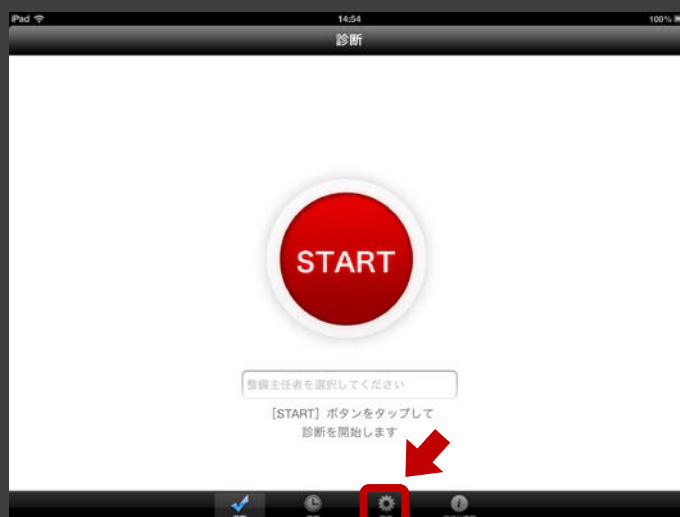 iPad 14:54 100%
診断
START
整備主任者を選択してください
[START] ボタンをタップして
診断を開始します